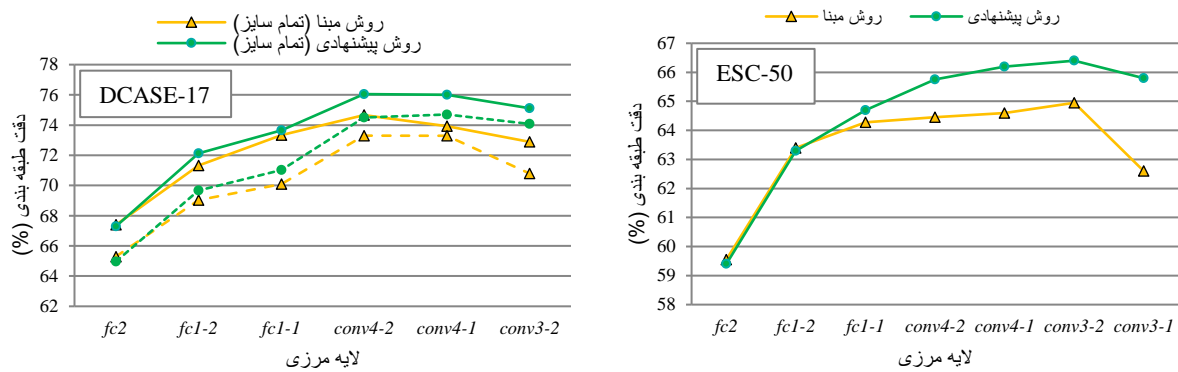 روش مبنا (تمام سایز)
روش پیشنهادی (تمام سایز)
DCASE-17
دقت طبقه بندی (%)
78
76
74
72
70
68
66
64
62
fc2 fc1-2 fc1-1 conv4-2 conv4-1 conv3-2
لایه مرزی
روش مبنا روش پیشنهادی
ESC-50
دقت طبقه بندی (%)
67
66
65
64
63
62
61
60
59
58
fc2 fc1-2 fc1-1 conv4-2 conv4-1 conv3-2 conv3-1
لایه مرزی